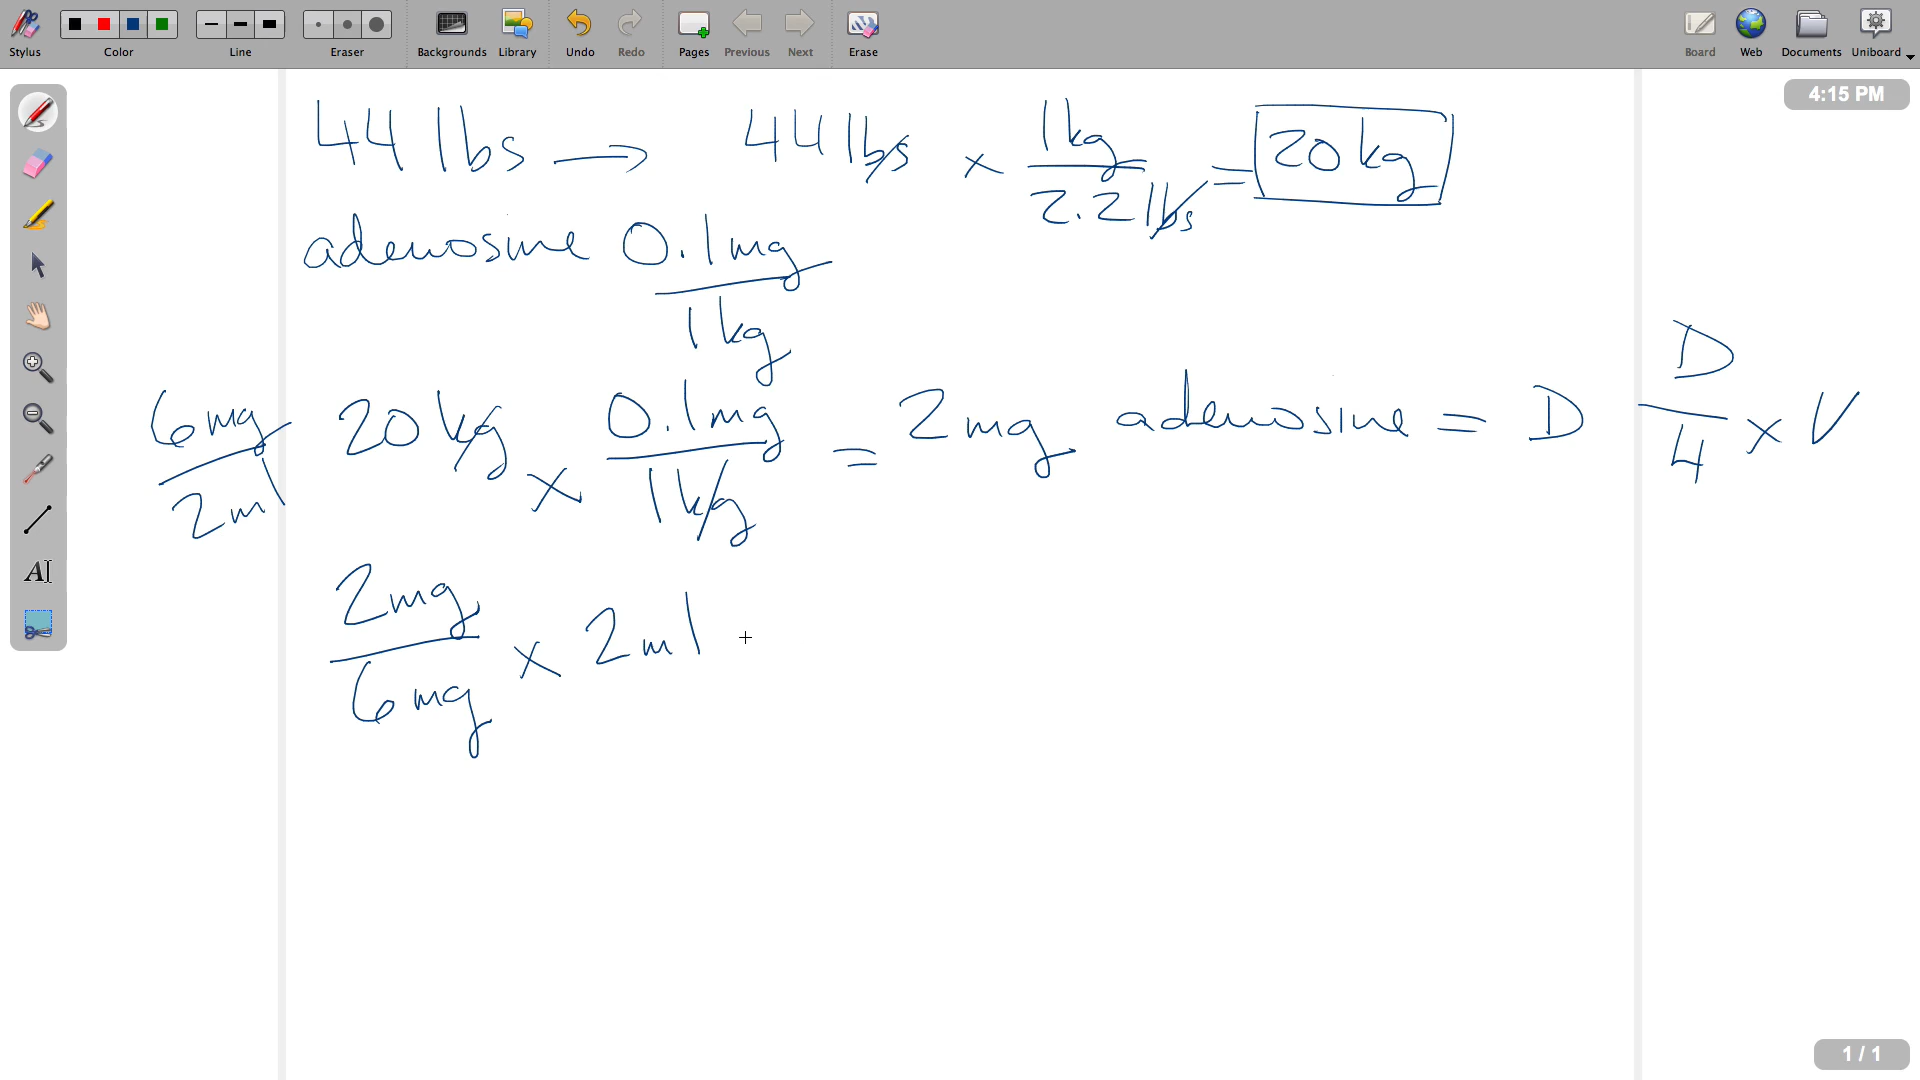 Stylus Color Line Eraser Backgrounds Library Undo Redo Pages Previous Next Erase Board Web Documents Uniboard
4:15 PM
44 lbs → 44 lbs × 1kg / 2.2 lbs = 20 kg
adenosine 0.1mg / 1kg
6mg / 2ml
20kg × 0.1mg / 1kg = 2mg adenosine = D
D / 4 × V
2mg / 6mg × 2ml
A
1 / 1